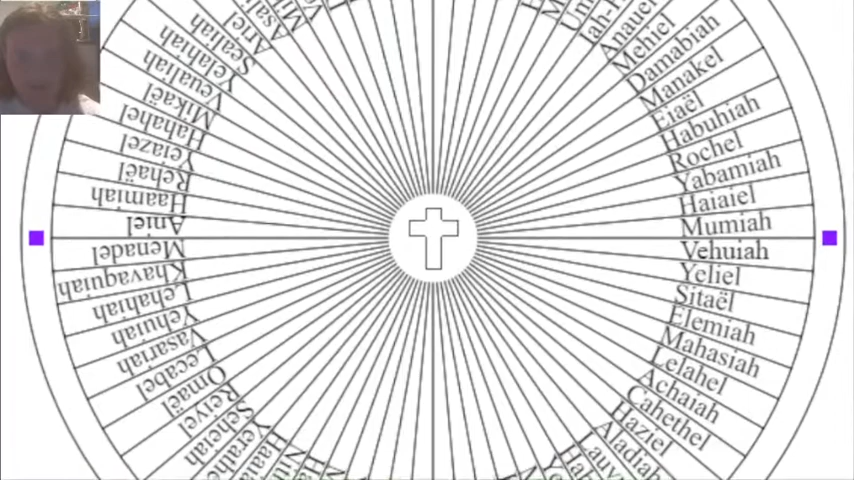 Anauel
Mehiel
Damabiah
Manakel
Eiaël
Habuhiah
Rochel
Yabamiah
Haiaiel
Mumiah
Vehuiah
Yeliel
Sitaël
Elemiah
Mahasiah
Lelahel
Achaiah
Cahethel
Haziel
Aladiah
Reiyel
Omaël
Lecabel
Vasariah
Yehuiah
Lehahiah
Khavaquiah
Menadel
Aniel
Haamiah
Rehaël
Yeiazel
Hahahel
Mikaël
Veualiah
Yelahiah
Sealiah
Ariel